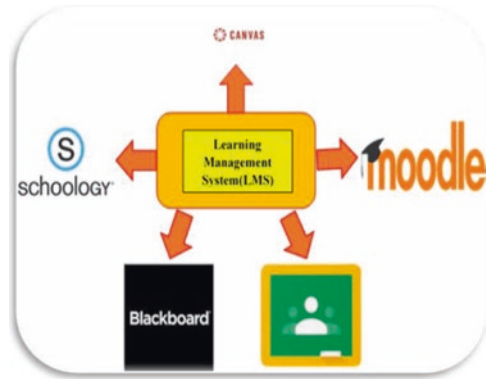 CANVAS
Learning
Management
System(LMS)
S
schoology
moodle
Blackboard